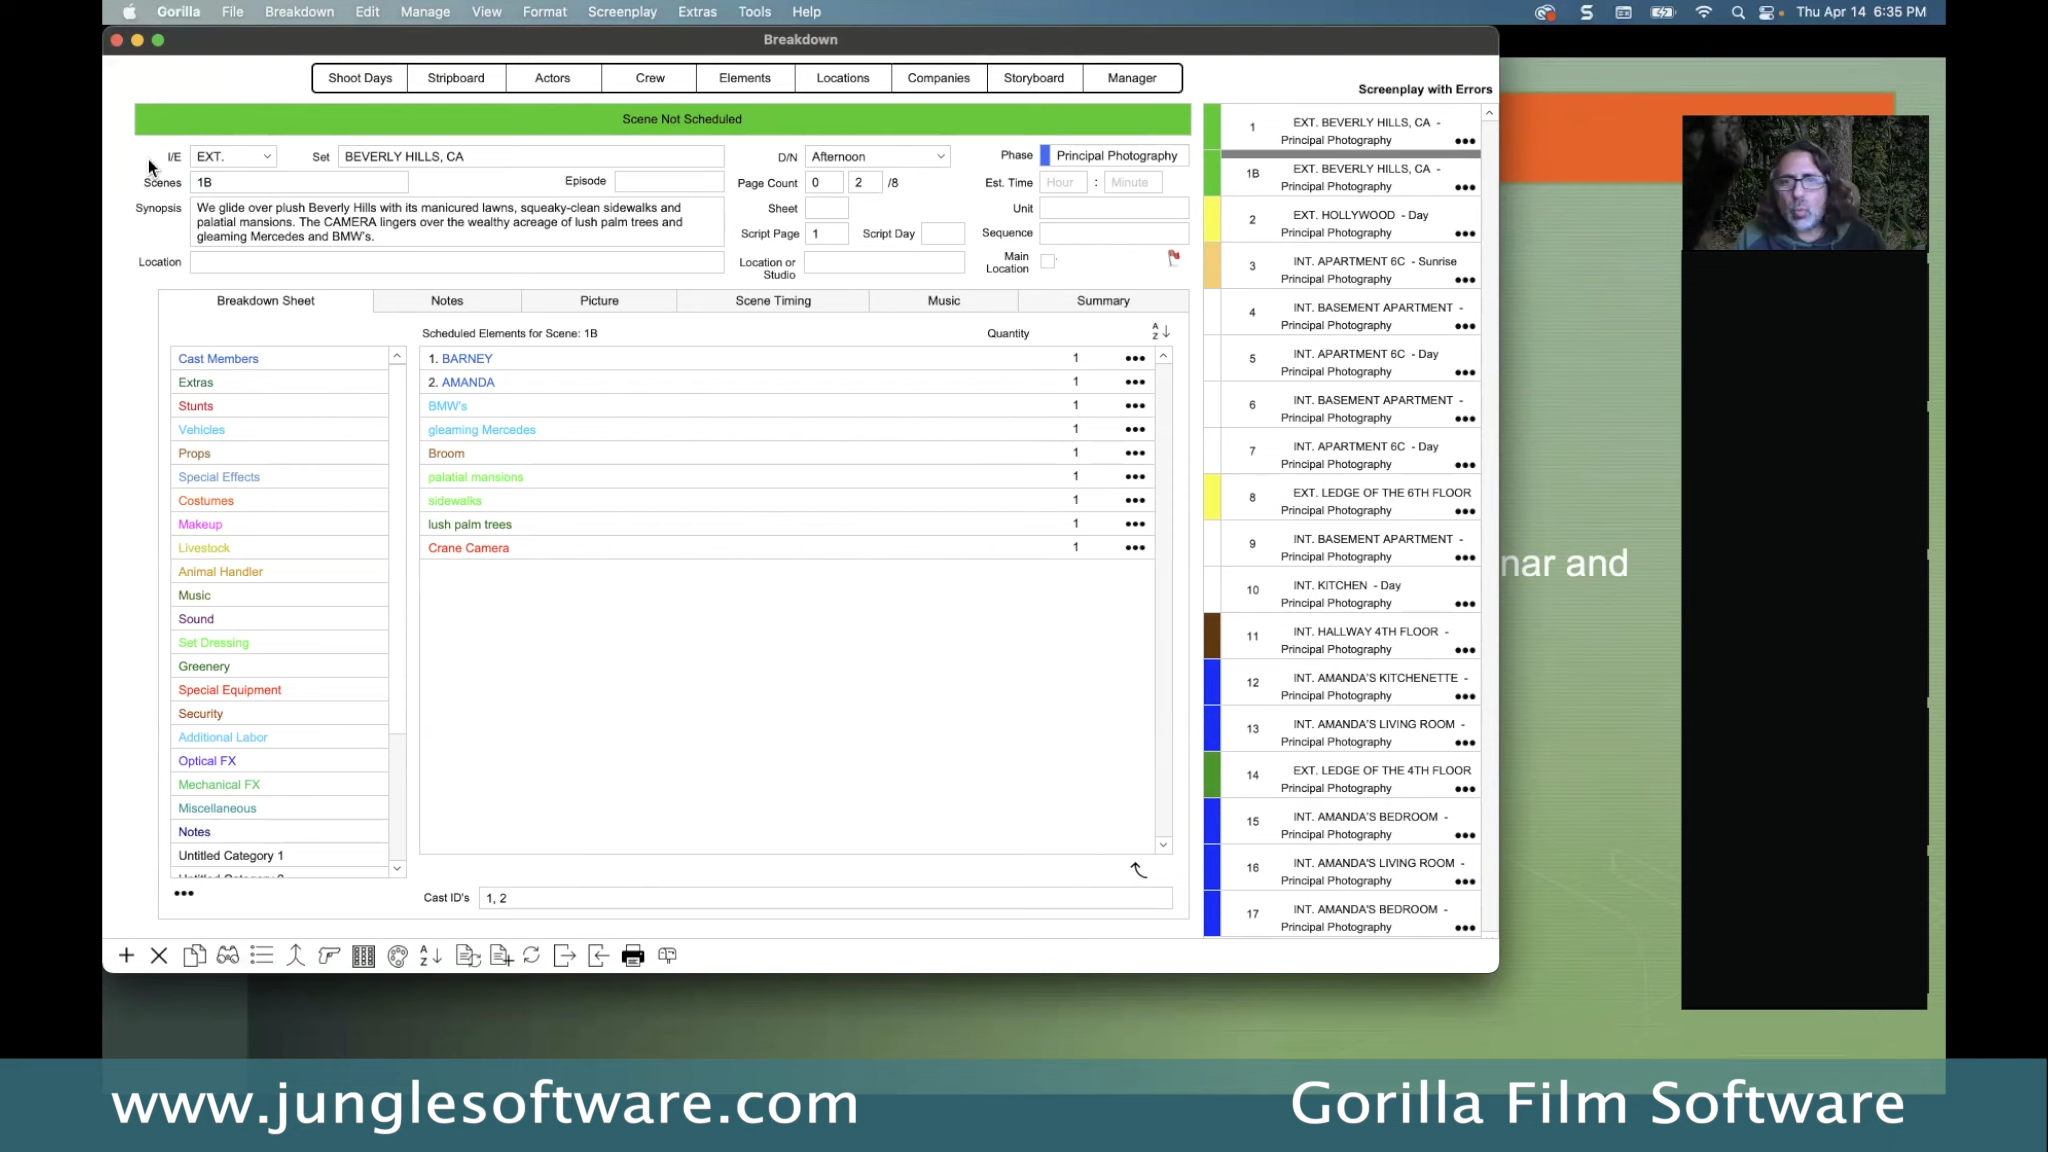 Gorilla File Breakdown Edit Manage View Format Screenplay Extras Tools Help Thu Apr 14 6:35 PM
Breakdown
Shoot Days Stripboard Actors Crew Elements Locations Companies Storyboard Manager
Screenplay with Errors
Scene Not Scheduled
I/E EXT. Set BEVERLY HILLS, CA D/N Afternoon Phase Principal Photography
Scenes 1B Episode Page Count 0 2 /8 Est. Time Hour : Minute
Synopsis We glide over plush Beverly Hills with its manicured lawns, squeaky-clean sidewalks and
palatial mansions. The CAMERA lingers over the wealthy acreage of lush palm trees and
gleaming Mercedes and BMW's.
Sheet Unit
Script Page 1 Script Day Sequence
Location Location or
Studio
Main
Location
Breakdown Sheet Notes Picture Scene Timing Music Summary
Scheduled Elements for Scene: 1B Quantity
Cast Members
Extras
Stunts
Vehicles
Props
Special Effects
Costumes
Makeup
Livestock
Animal Handler
Music
Sound
Set Dressing
Greenery
Special Equipment
Security
Additional Labor
Optical FX
Mechanical FX
Miscellaneous
Notes
Untitled Category 1
1. BARNEY 1
2. AMANDA 1
BMW's 1
gleaming Mercedes 1
Broom 1
palatial mansions 1
sidewalks 1
lush palm trees 1
Crane Camera 1
Cast ID's 1, 2
1 EXT. BEVERLY HILLS, CA -
Principal Photography
1B EXT. BEVERLY HILLS, CA -
Principal Photography
2 EXT. HOLLYWOOD - Day
Principal Photography
3 INT. APARTMENT 6C - Sunrise
Principal Photography
4 INT. BASEMENT APARTMENT -
Principal Photography
5 INT. APARTMENT 6C - Day
Principal Photography
6 INT. BASEMENT APARTMENT -
Principal Photography
7 INT. APARTMENT 6C - Day
Principal Photography
8 EXT. LEDGE OF THE 6TH FLOOR
Principal Photography
9 INT. BASEMENT APARTMENT -
Principal Photography
10 INT. KITCHEN - Day
Principal Photography
11 INT. HALLWAY 4TH FLOOR -
Principal Photography
12 INT. AMANDA'S KITCHENETTE -
Principal Photography
13 INT. AMANDA'S LIVING ROOM -
Principal Photography
14 EXT. LEDGE OF THE 4TH FLOOR
Principal Photography
15 INT. AMANDA'S BEDROOM -
Principal Photography
16 INT. AMANDA'S LIVING ROOM -
Principal Photography
17 INT. AMANDA'S BEDROOM -
Principal Photography
nar and
www.junglesoftware.com
Gorilla Film Software